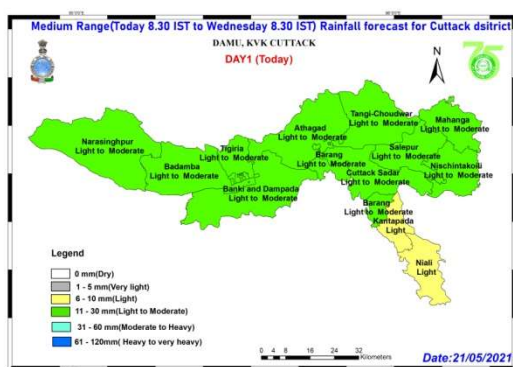 Medium Range(Today 8.30 IST to Wednesday 8.30 IST) Rainfall forecast for Cuttack dsitrict
DAMU, KVK CUTTACK
DAY1 (Today)
N
75
Tangi-Choudwar
Light to Moderate
Mahanga
Light to Moderate
Athagad
Light to Moderate
Narasinghpur
Light to Moderate
Tigiria
Light to Moderate
Barang
Light to Moderate
Salepur
Light to Moderate
Badamba
Light to Moderate
Nischintakoili
Light to Moderate
Cuttack Sadar
Light to Moderate
Banki and Dampada
Light to Moderate
Barang
Light to Moderate
Kantapada
Light
Niali
Light
Legend
0 mm(Dry)
1 - 5 mm(Very light)
6 - 10 mm(Light)
11 - 30 mm(Light to Moderate)
31 - 60 mm(Moderate to Heavy)
61 - 120mm( Heavy to very heavy)
0 4 8 16 24 32
Kilometers
Date:21/05/2021